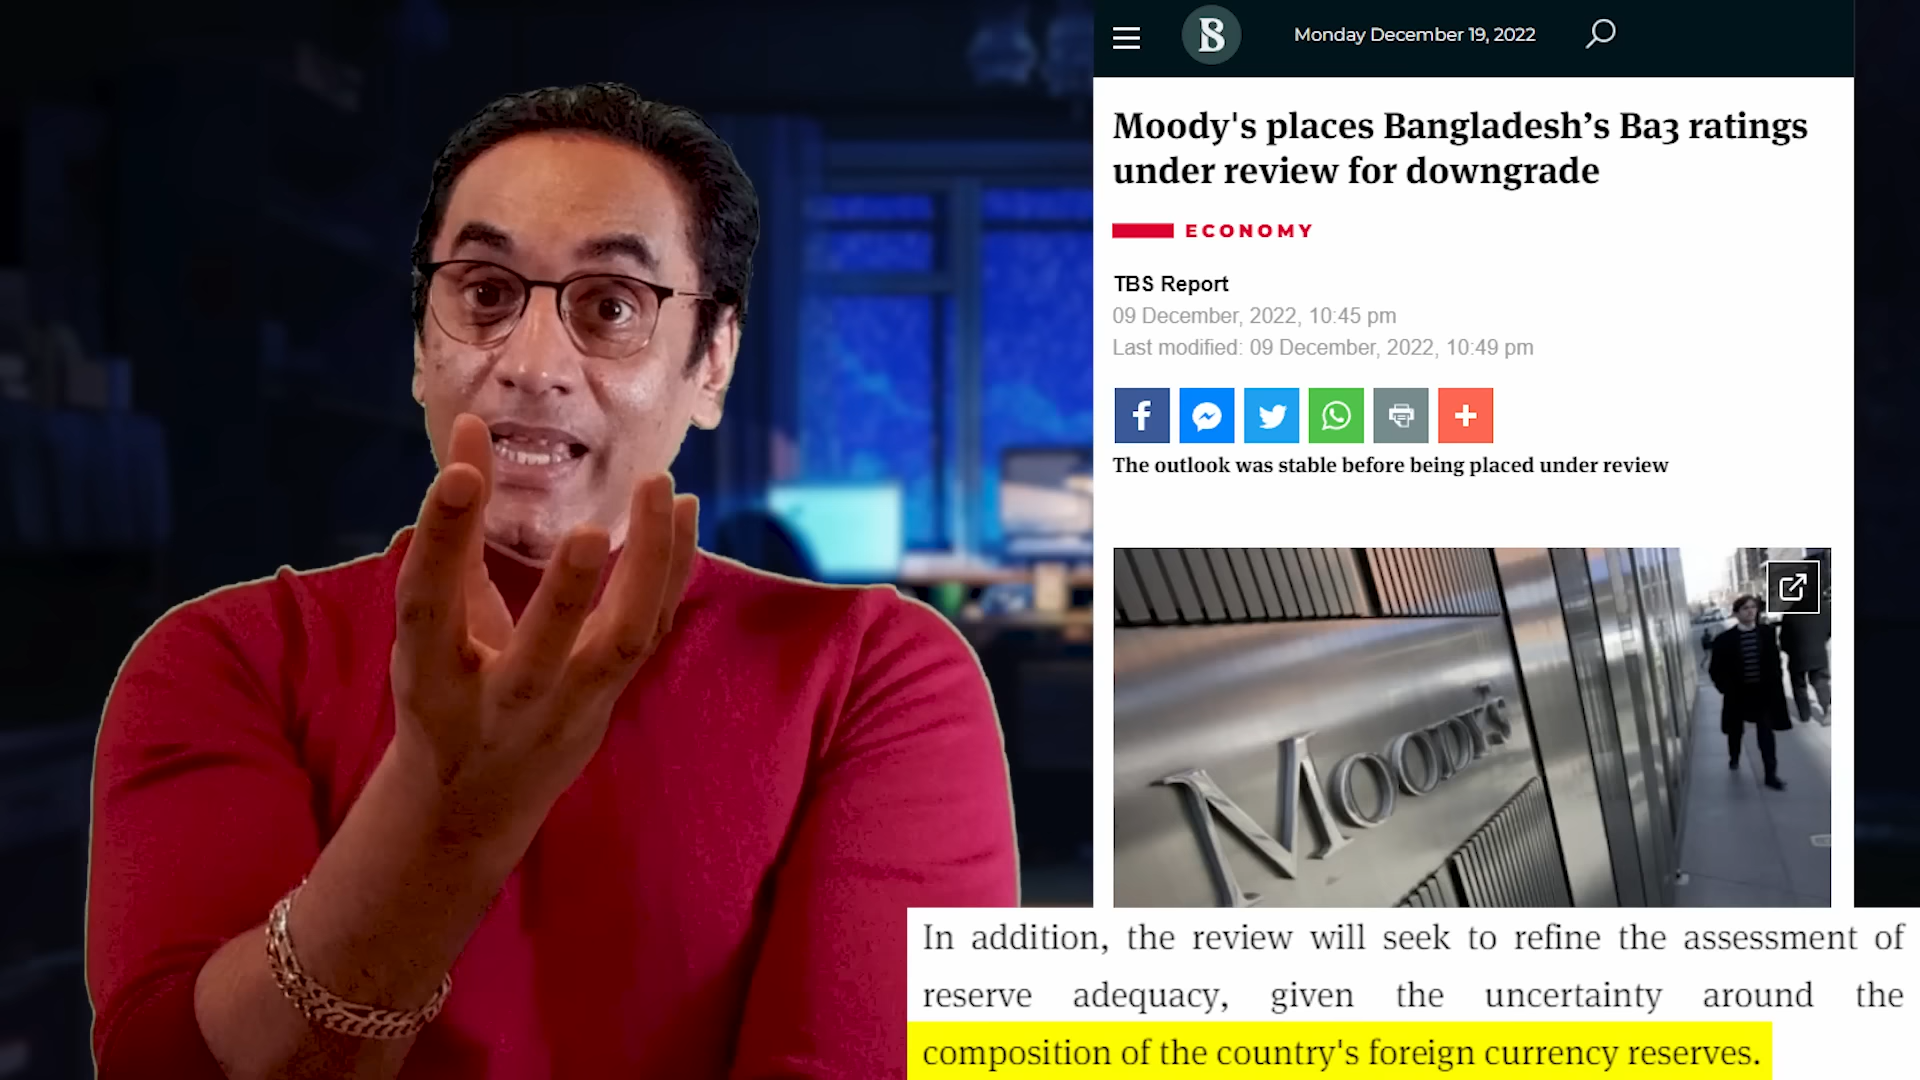 B
Monday December 19, 2022
Moody's places Bangladesh’s Ba3 ratings
under review for downgrade
ECONOMY
TBS Report
09 December, 2022, 10:45 pm
Last modified: 09 December, 2022, 10:49 pm
The outlook was stable before being placed under review
MOODY'S
In addition, the review will seek to refine the assessment of
reserve adequacy, given the uncertainty around the
composition of the country's foreign currency reserves.